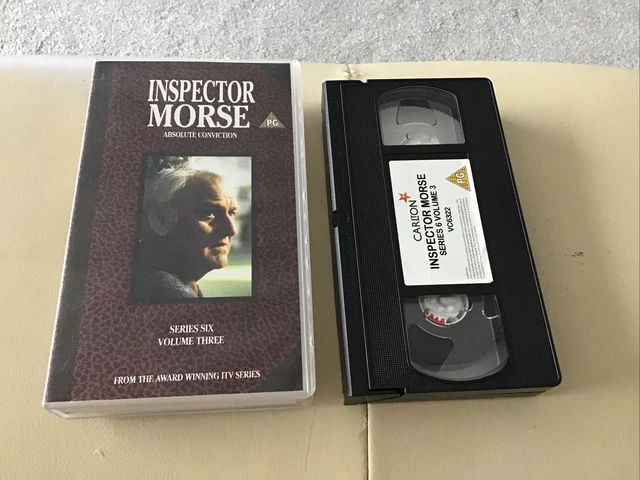 INSPECTOR
MORSE
PG
ABSOLUTE CONVICTION
SERIES SIX
VOLUME THREE
FROM THE AWARD WINNING ITV SERIES
CARLTON
INSPECTOR MORSE
SERIES 6 VOLUME 3
VC6322
PG